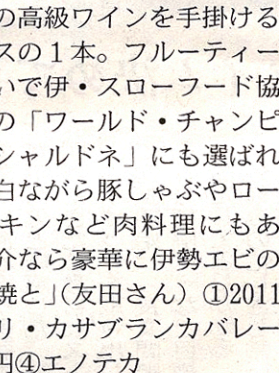 の高級ワインを手掛ける
スの１本。フルーティー
いで伊・スローフード協
の「ワールド・チャンピ
シャルドネ」にも選ばれ
白ながら豚しゃぶやロー
キンなど肉料理にもあ
介なら豪華に伊勢エビの
焼と」（友田さん）①2011
リ・カサブランカバレー
円④エノテカ